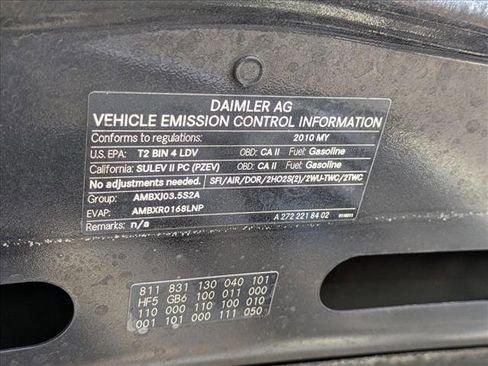 DAIMLER AG
VEHICLE EMISSION CONTROL INFORMATION
Conforms to regulations: 2010 MY
U.S. EPA: T2 BIN 4 LDV OBD: CA II Fuel: Gasoline
California: SULEV II PC (PZEV) OBD: CA II Fuel: Gasoline
No adjustments needed. SFI/AIR/DOR/2HO2S(2)/2WU-TWC/2TWC
Group: AMBXJ03.5S2A
EVAP: AMBXR0168LNP A 272 221 84 02
Remarks: n/a
811 831 130 040 101
HF5 GB6 100 011 000
110 000 110 100 010
001 101 000 111 050